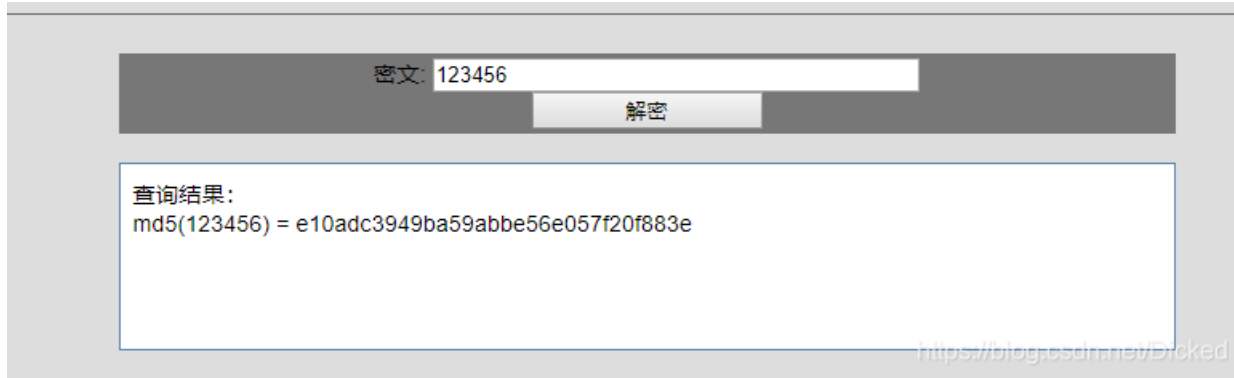 密文: 123456
解密
查询结果：
md5(123456) = e10adc3949ba59abbe56e057f20f883e
https://blog.csdn.net/Dicked